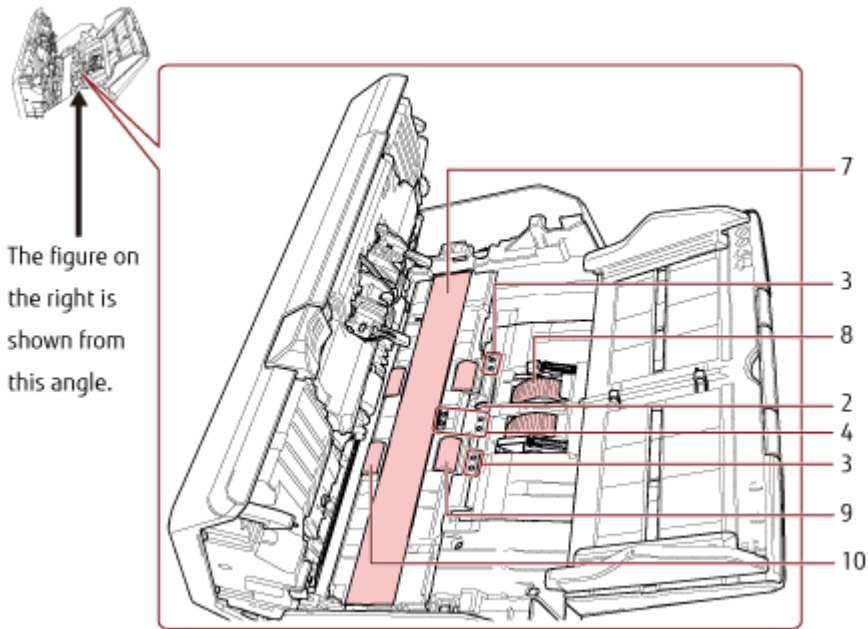 The figure on
the right is
shown from
this angle.
7
3
8
2
4
3
9
10